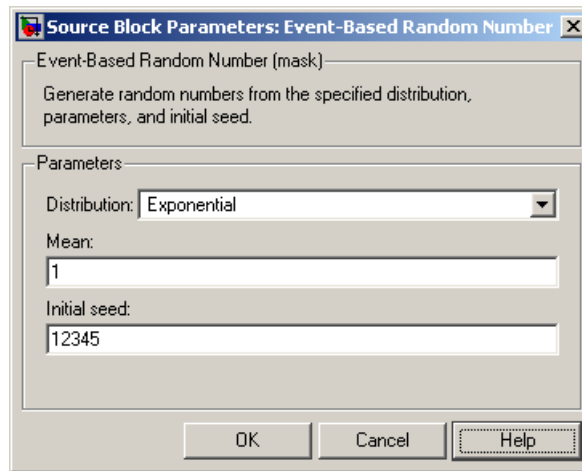 Source Block Parameters: Event-Based Random Number
Event-Based Random Number (mask)
Generate random numbers from the specified distribution,
parameters, and initial seed.
Parameters
Distribution: Exponential
Mean:
1
Initial seed:
12345
OK Cancel Help